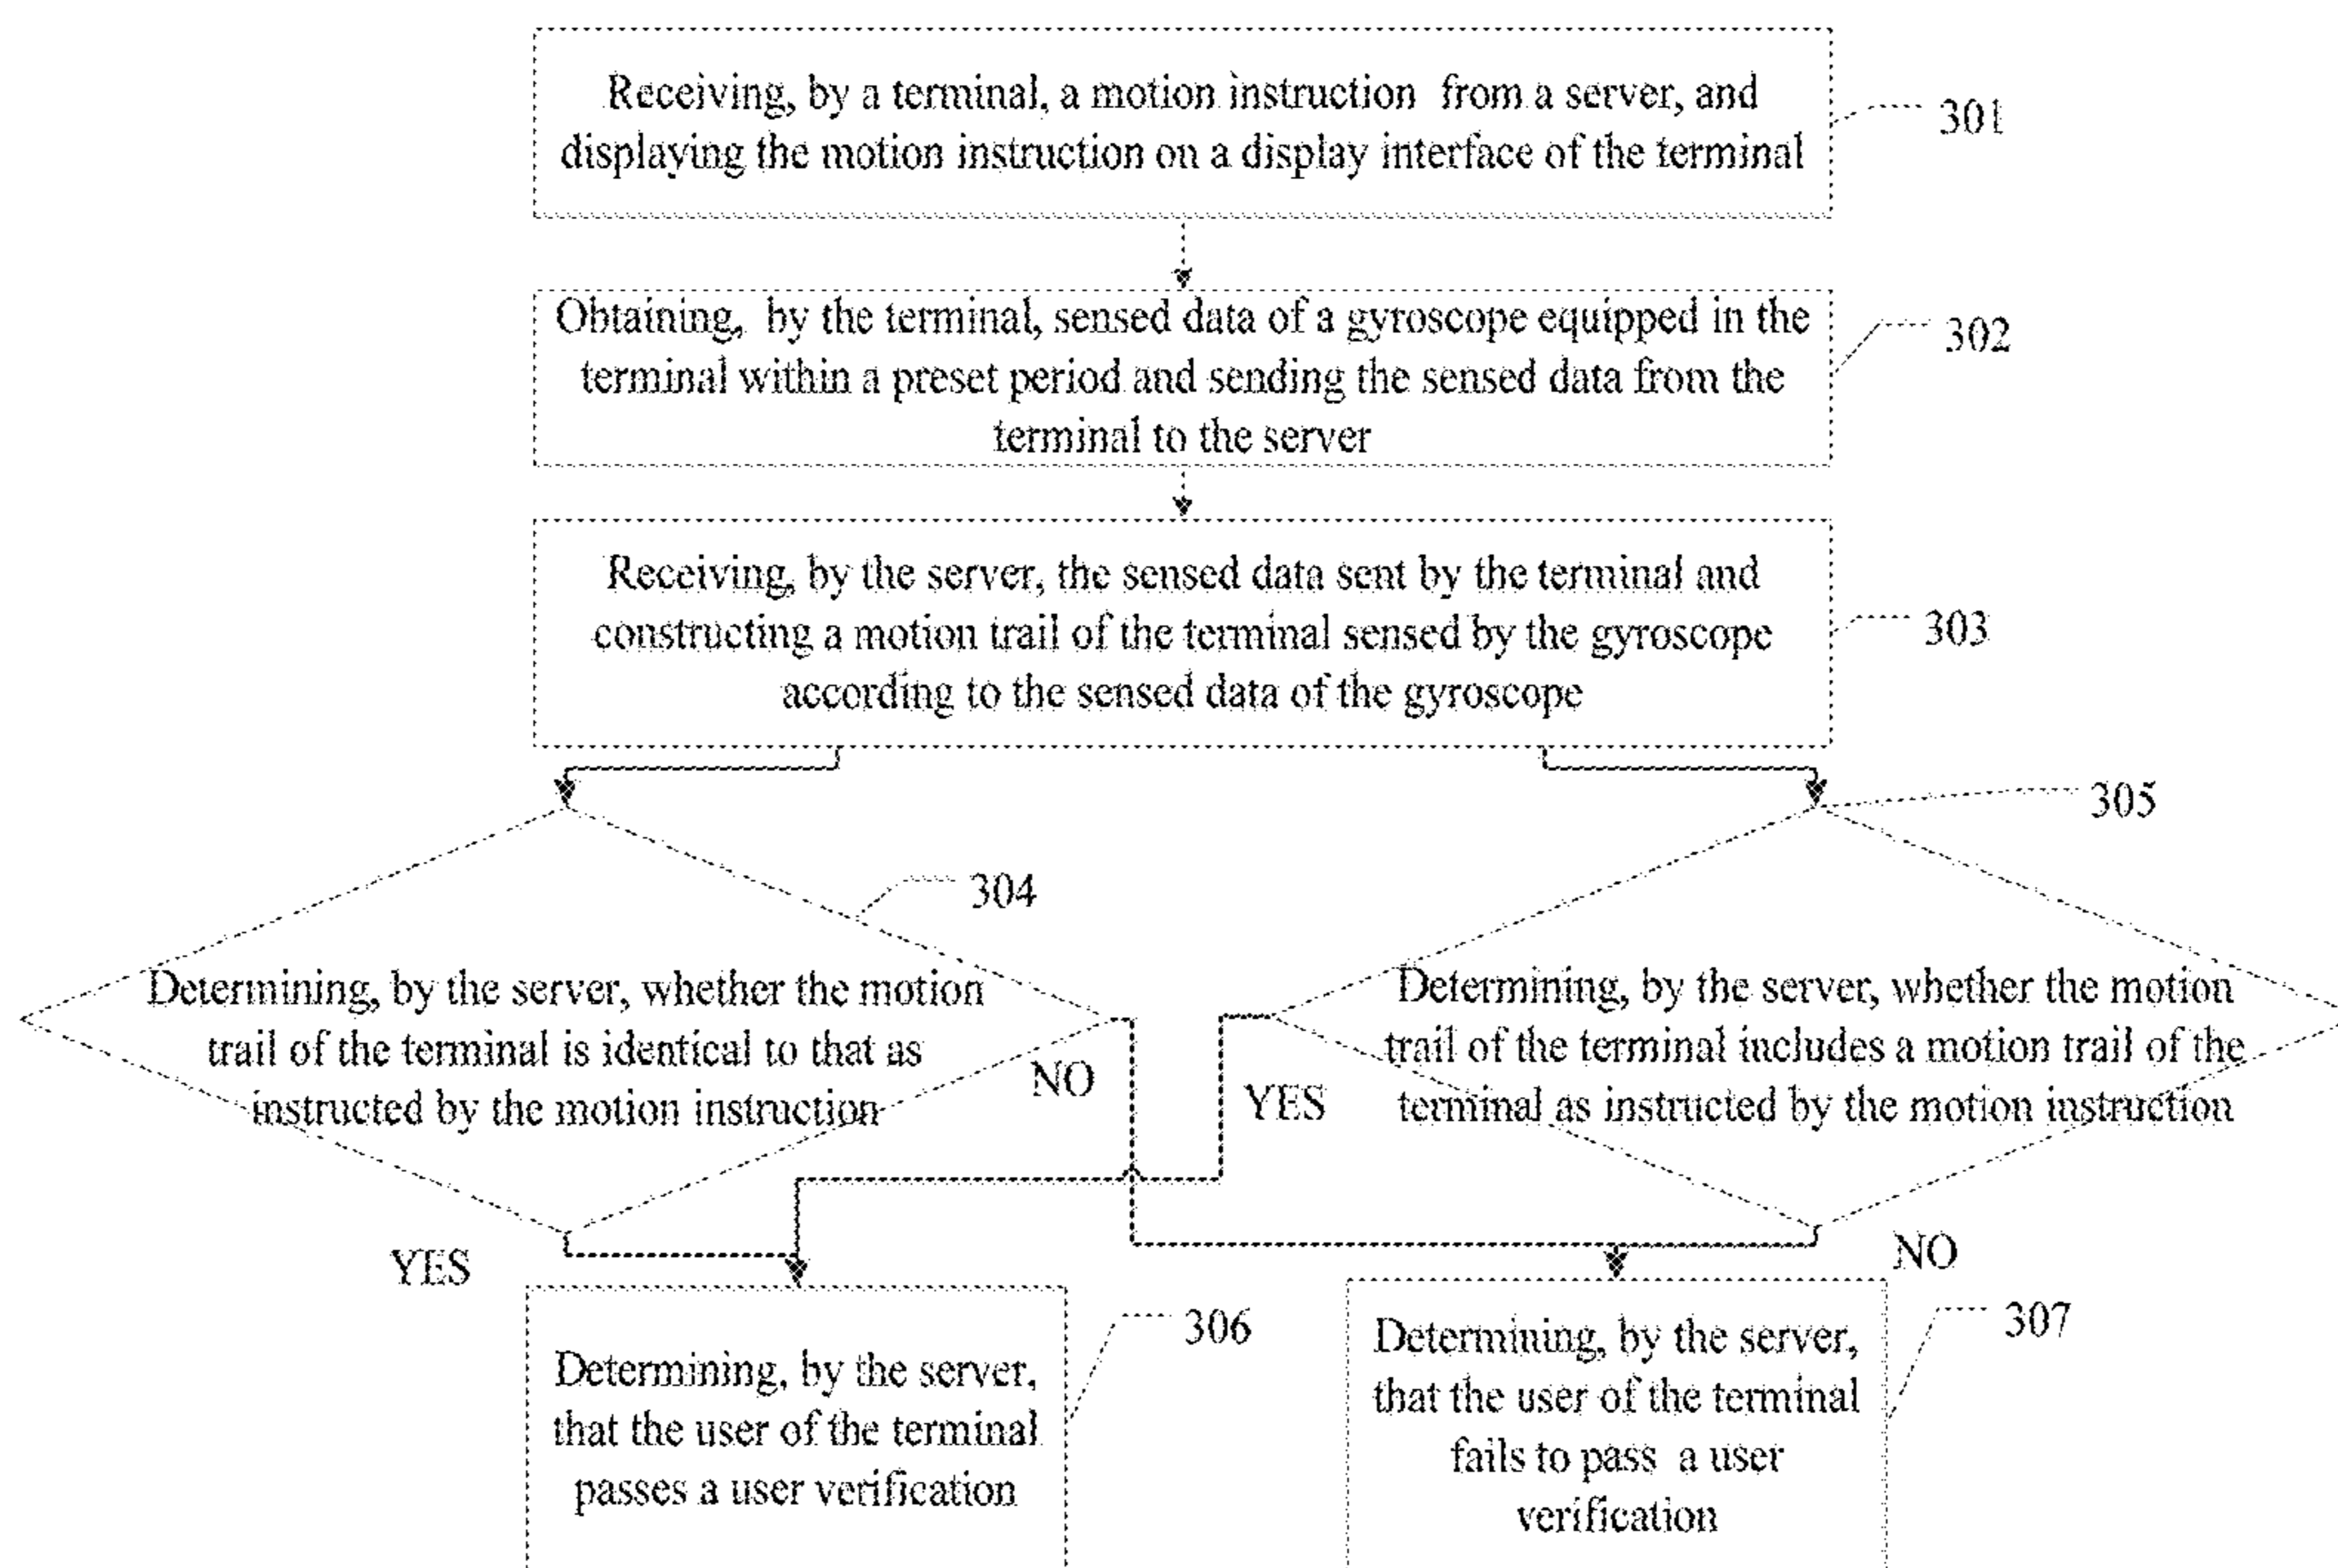 Receiving, by a terminal, a motion instruction from a server, and
displaying the motion instruction on a display interface of the terminal
301
Obtaining, by the terminal, sensed data of a gyroscope equipped in the
terminal within a preset period and sending the sensed data from the
terminal to the server
302
Receiving, by the server, the sensed data sent by the terminal and
constructing a motion trail of the terminal sensed by the gyroscope
according to the sensed data of the gyroscope
303
304
Determining, by the server, whether the motion
trail of the terminal is identical to that as
instructed by the motion instruction
NO
YES
305
Determining, by the server, whether the motion
trail of the terminal includes a motion trail of the
terminal as instructed by the motion instruction
YES
NO
306
Determining, by the server,
that the user of the terminal
passes a user verification
307
Determining, by the server,
that the user of the terminal
fails to pass a user
verification